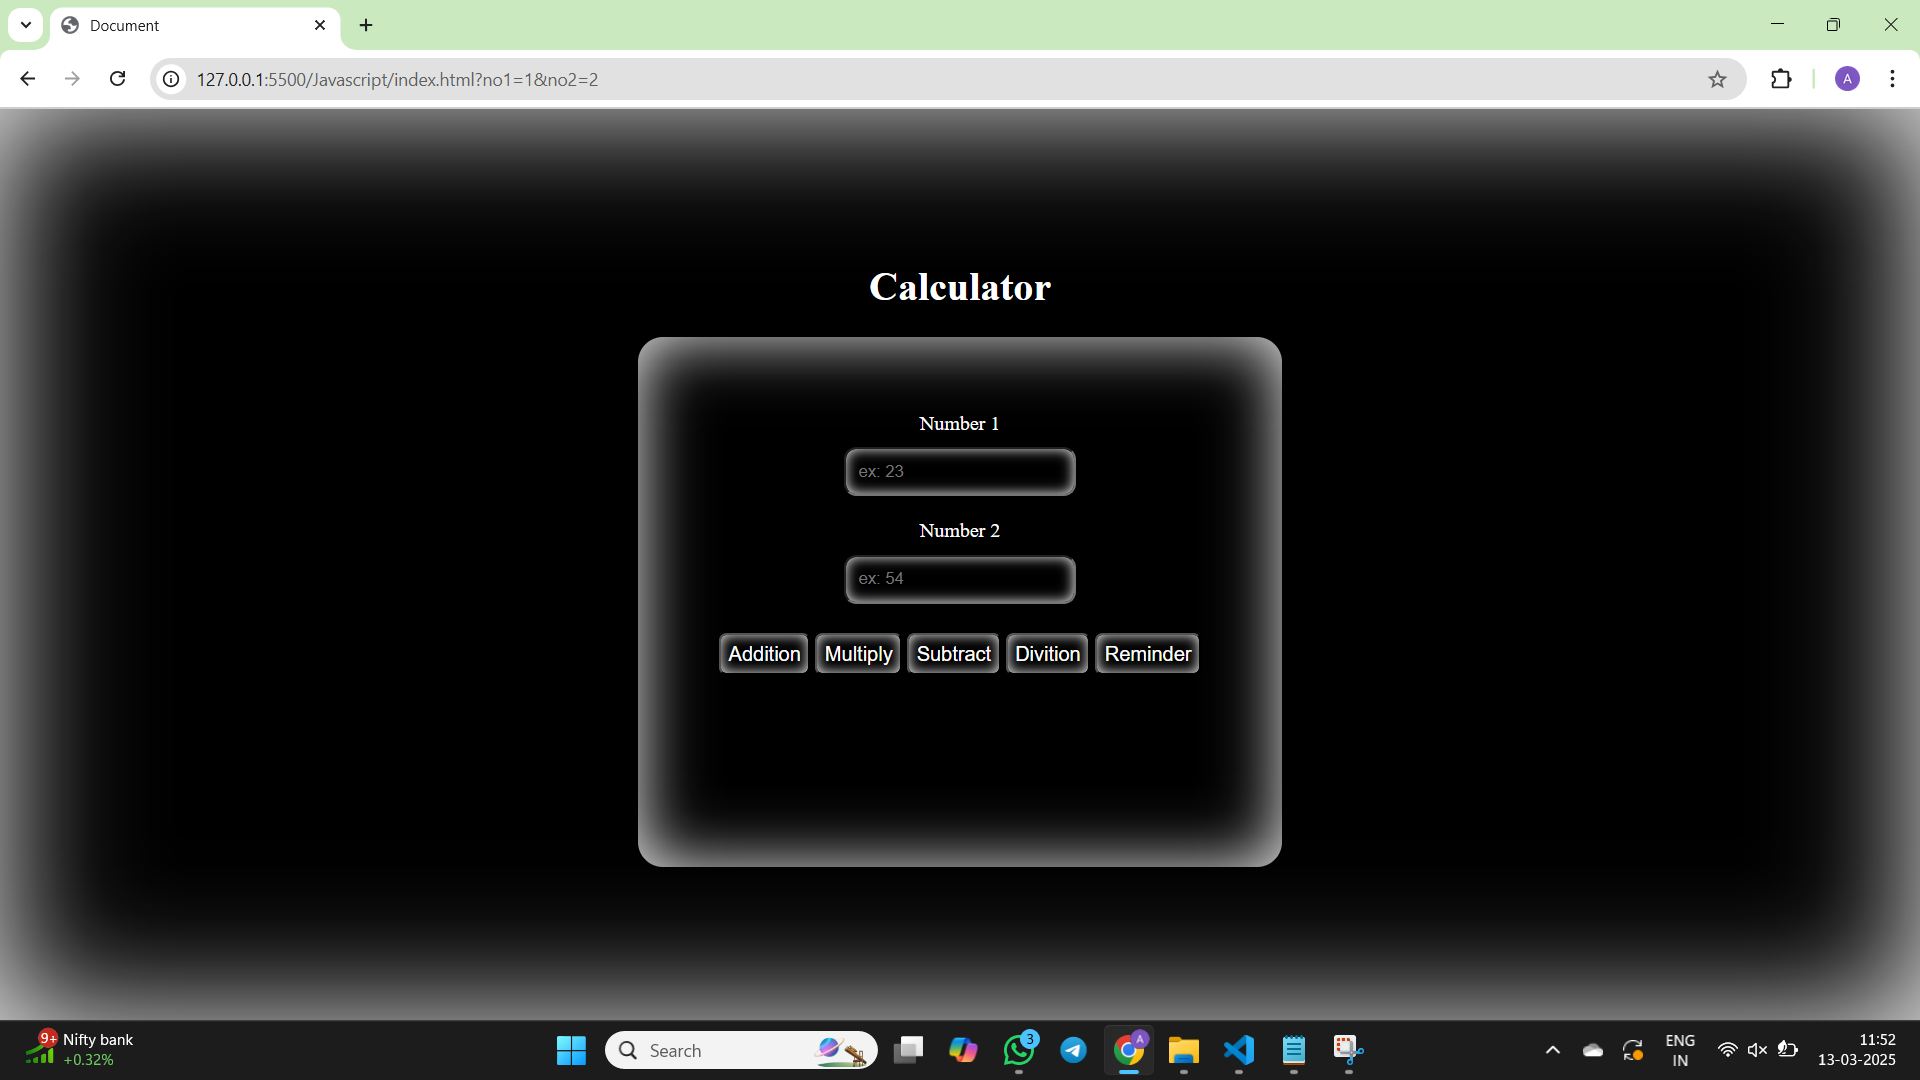 Document
127.0.0.1:5500/Javascript/index.html?no1=1&no2=2
A
Calculator
Number 1
ex: 23
Number 2
ex: 54
Addition Multiply Subtract Divition Reminder
9+ Nifty bank
+0.32%
Search
3
A
ENG
IN
11:52
13-03-2025